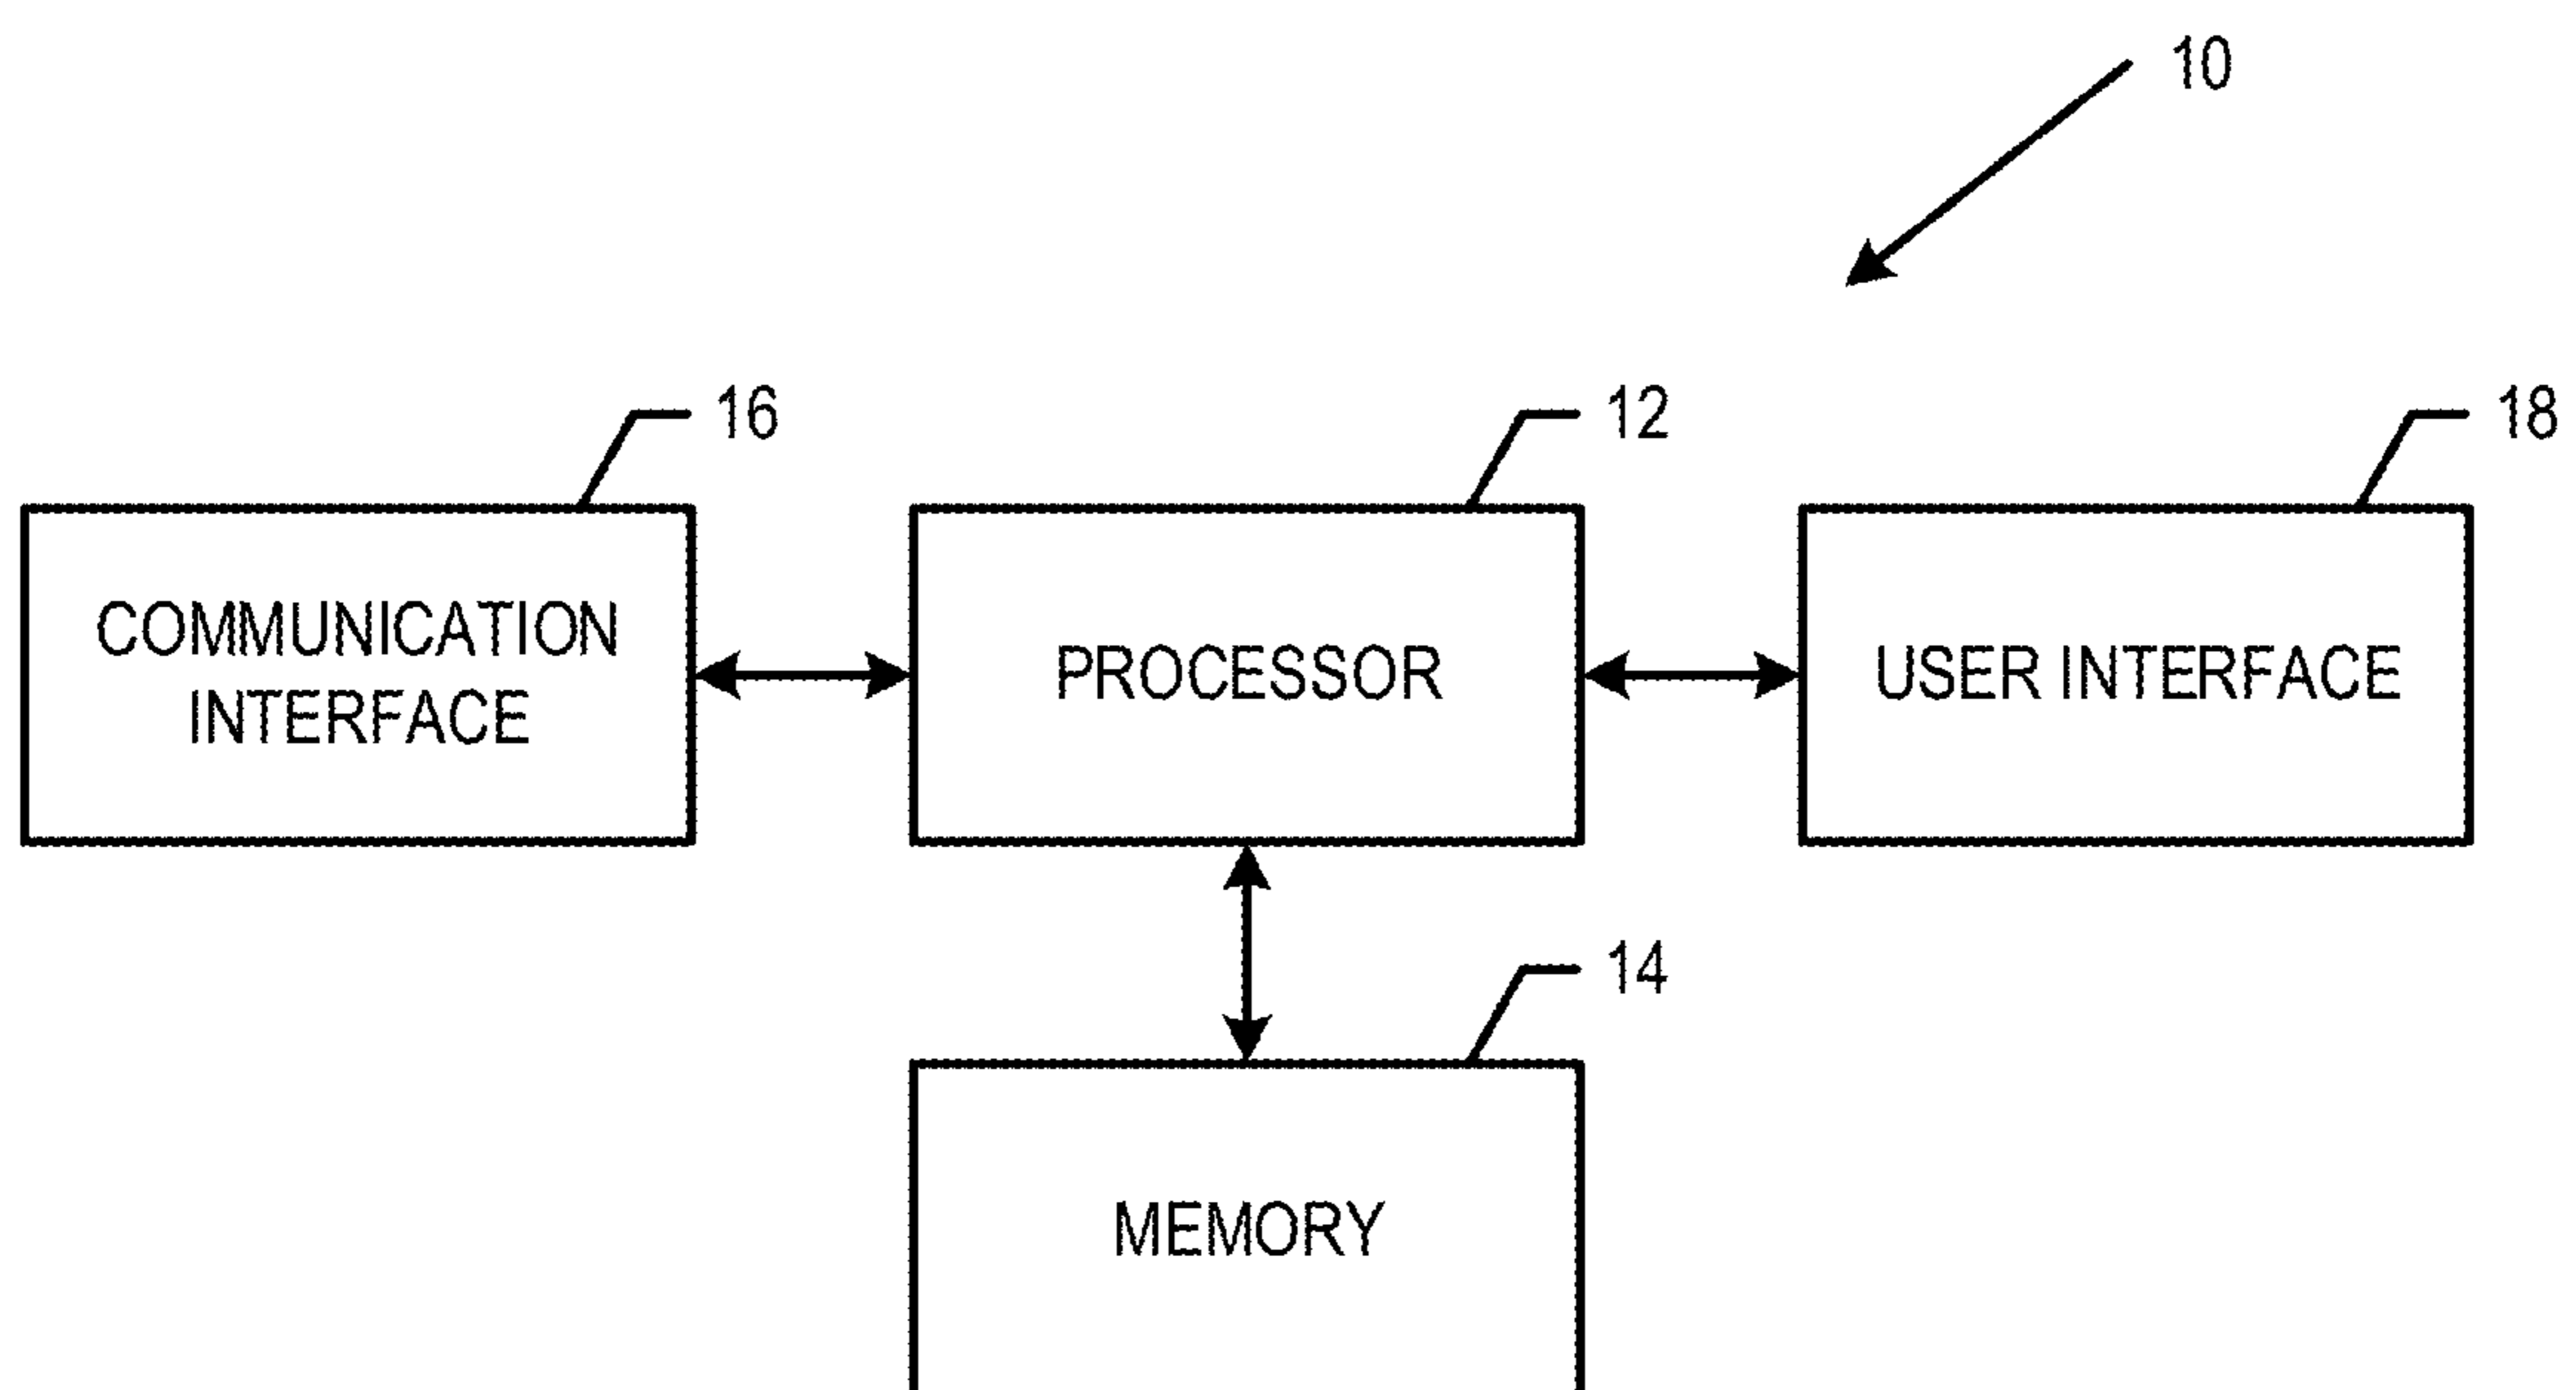 10
16
12
18
COMMUNICATION
INTERFACE
PROCESSOR
USER INTERFACE
14
MEMORY